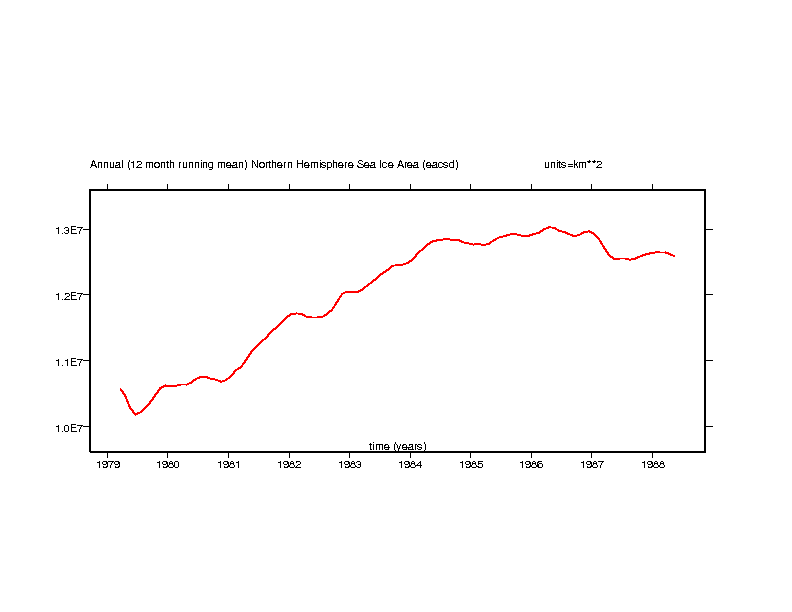 Annual (12 month running mean) Northern Hemisphere Sea Ice Area (eacsd) units=km**2
1.3E7
1.2E7
1.1E7
1.0E7
time (years)
1979 1980 1981 1982 1983 1984 1985 1986 1987 1988